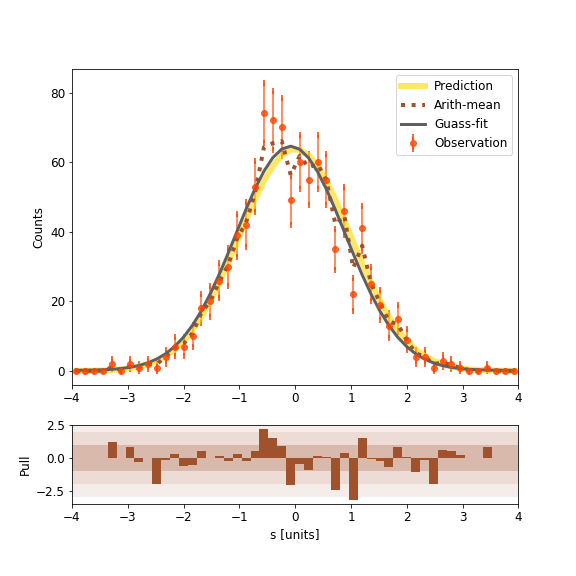 Prediction
Arith-mean
Guass-fit
Observation
80
60
40
20
0
Counts
−4 −3 −2 −1 0 1 2 3 4
2.5
0.0
−2.5
Pull
−4 −3 −2 −1 0 1 2 3 4
s [units]